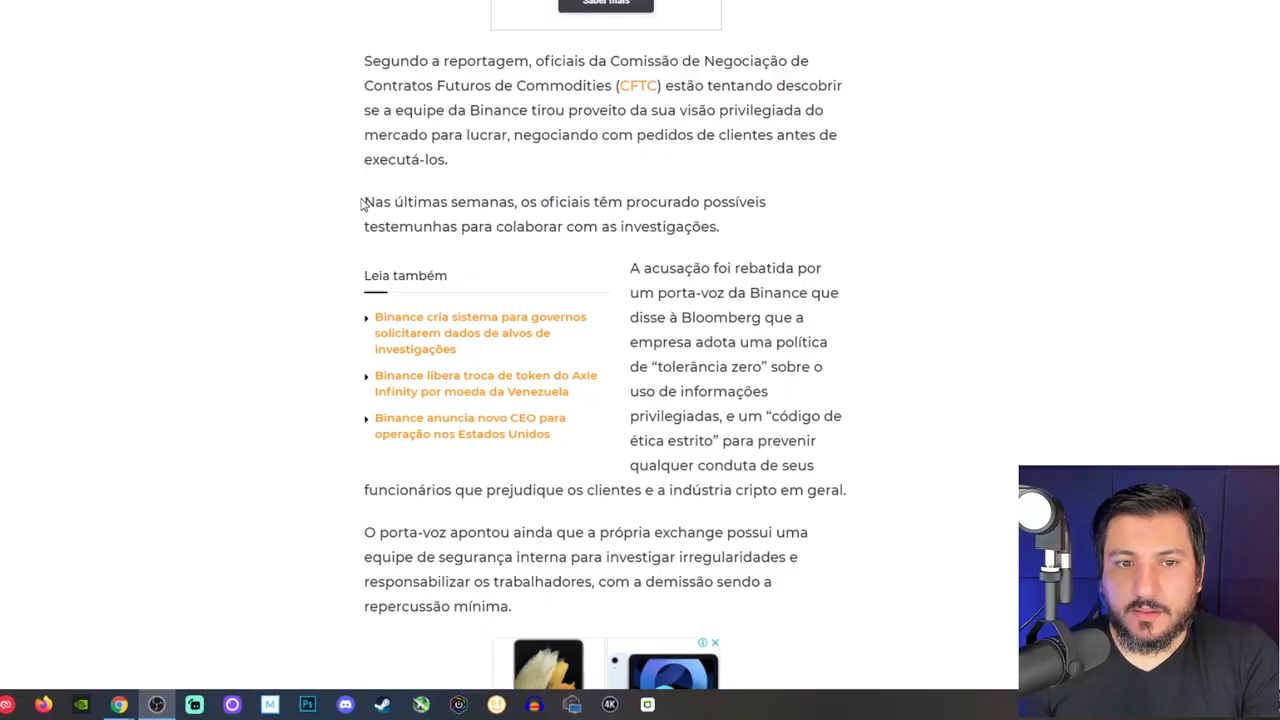 Saber mais
Segundo a reportagem, oficiais da Comissão de Negociação de
Contratos Futuros de Commodities (CFTC) estão tentando descobrir
se a equipe da Binance tirou proveito da sua visão privilegiada do
mercado para lucrar, negociando com pedidos de clientes antes de
executá-los.
Nas últimas semanas, os oficiais têm procurado possíveis
testemunhas para colaborar com as investigações.
Leia também
Binance cria sistema para governos
solicitarem dados de alvos de
investigações
Binance libera troca de token do Axie
Infinity por moeda da Venezuela
Binance anuncia novo CEO para
operação nos Estados Unidos
A acusação foi rebatida por
um porta-voz da Binance que
disse à Bloomberg que a
empresa adota uma política
de “tolerância zero” sobre o
uso de informações
privilegiadas, e um “código de
ética estrito” para prevenir
qualquer conduta de seus
funcionários que prejudique os clientes e a indústria cripto em geral.
O porta-voz apontou ainda que a própria exchange possui uma
equipe de segurança interna para investigar irregularidades e
responsabilizar os trabalhadores, com a demissão sendo a
repercussão mínima.
M
Ps
4K